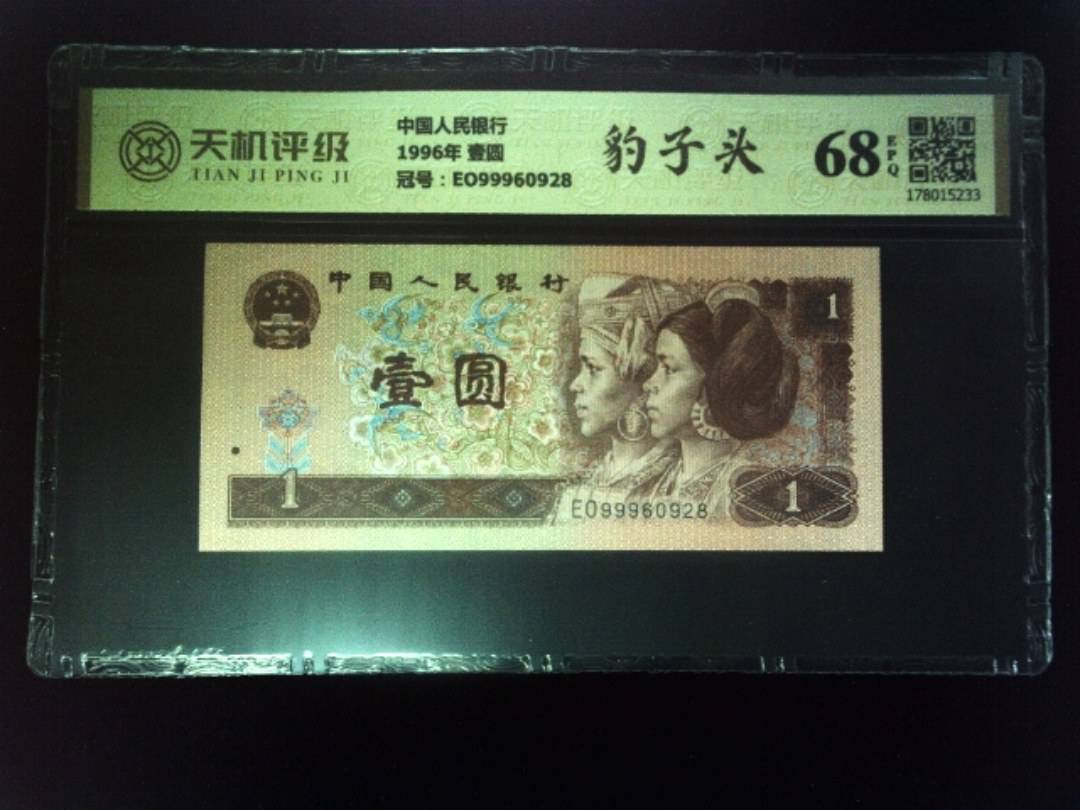 天机评级
TIAN JI PING JI
中国人民银行
1996年 壹圆
冠号：EO99960928
豹子头
68
EPQ
178015233
中国人民银行
1
壹圆
1
EO99960928
1